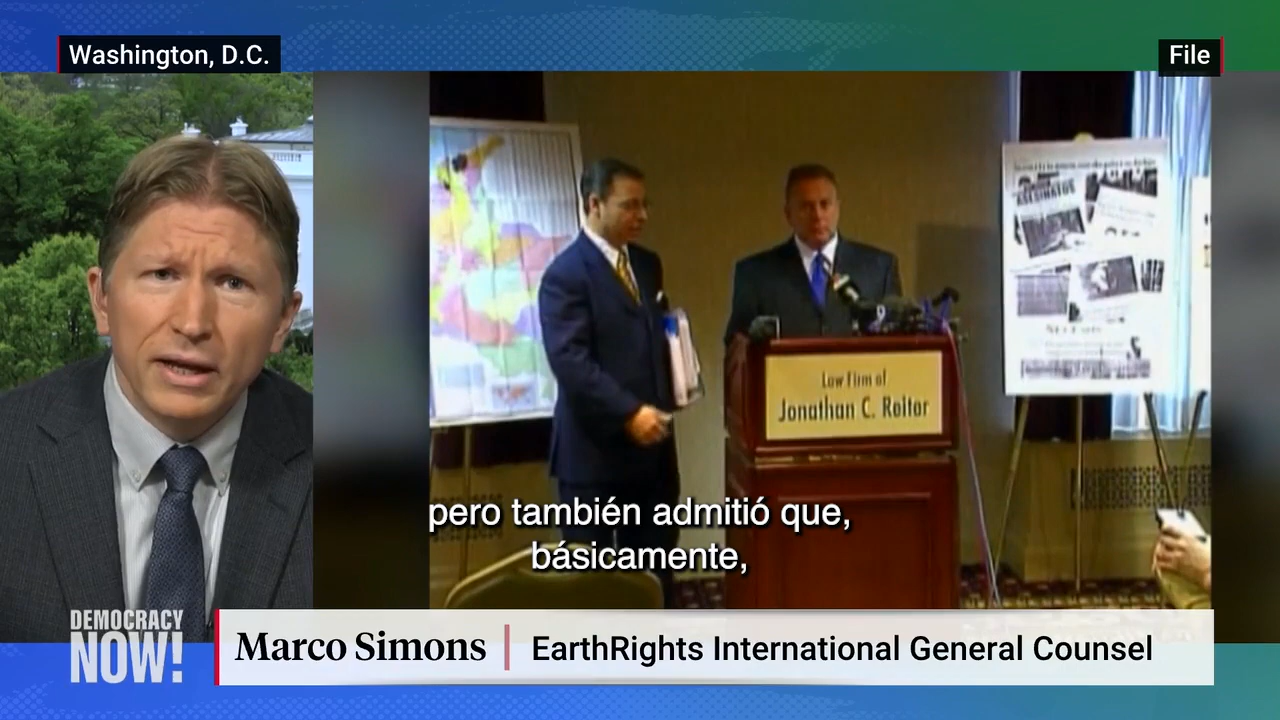 Washington, D.C.
File
ASESINATOS
Law Firm of
Jonathan C. Reiter
pero también admitió que,
básicamente,
DEMOCRACY
NOW!
Marco Simons
EarthRights International General Counsel